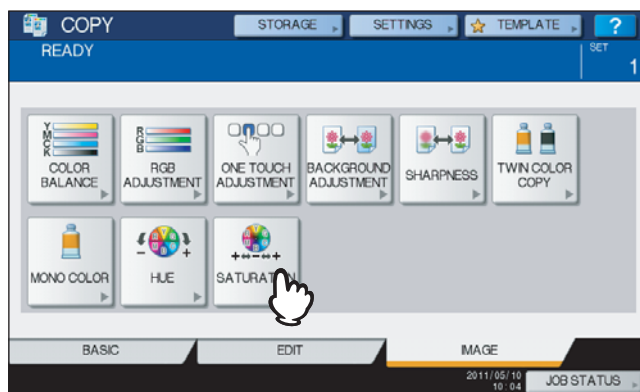 COPY
STORAGE
SETTINGS
TEMPLATE
?
READY
SET
1
Y
M
C
K
COLOR
BALANCE
R
G
B
RGB
ADJUSTMENT
ONE TOUCH
ADJUSTMENT
BACKGROUND
ADJUSTMENT
SHARPNESS
TWIN COLOR
COPY
MONO COLOR
- +
HUE
+ - +
SATURATION
BASIC
EDIT
IMAGE
2011/05/10
10:04
JOB STATUS